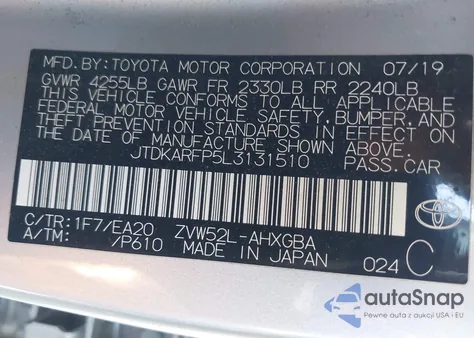 MFD.BY:TOYOTA MOTOR CORPORATION 07/19
GVWR 4255LB GAWR FR 2330LB RR 2240LB
THIS VEHICLE CONFORMS TO ALL APPLICABLE
FEDERAL MOTOR VEHICLE SAFETY,BUMPER,AND
THEFT PREVENTION STANDARDS IN EFFECT ON
THE DATE OF MANUFACTURE SHOWN ABOVE.
JTDKARFP5L3131510 PASS.CAR
C/TR:1F7/EA20 ZVW52L-AHXGBA
A/TM: /P610 MADE IN JAPAN 024 C
TOYOTA
autoSnap
Pewne auta z aukcji USA i EU